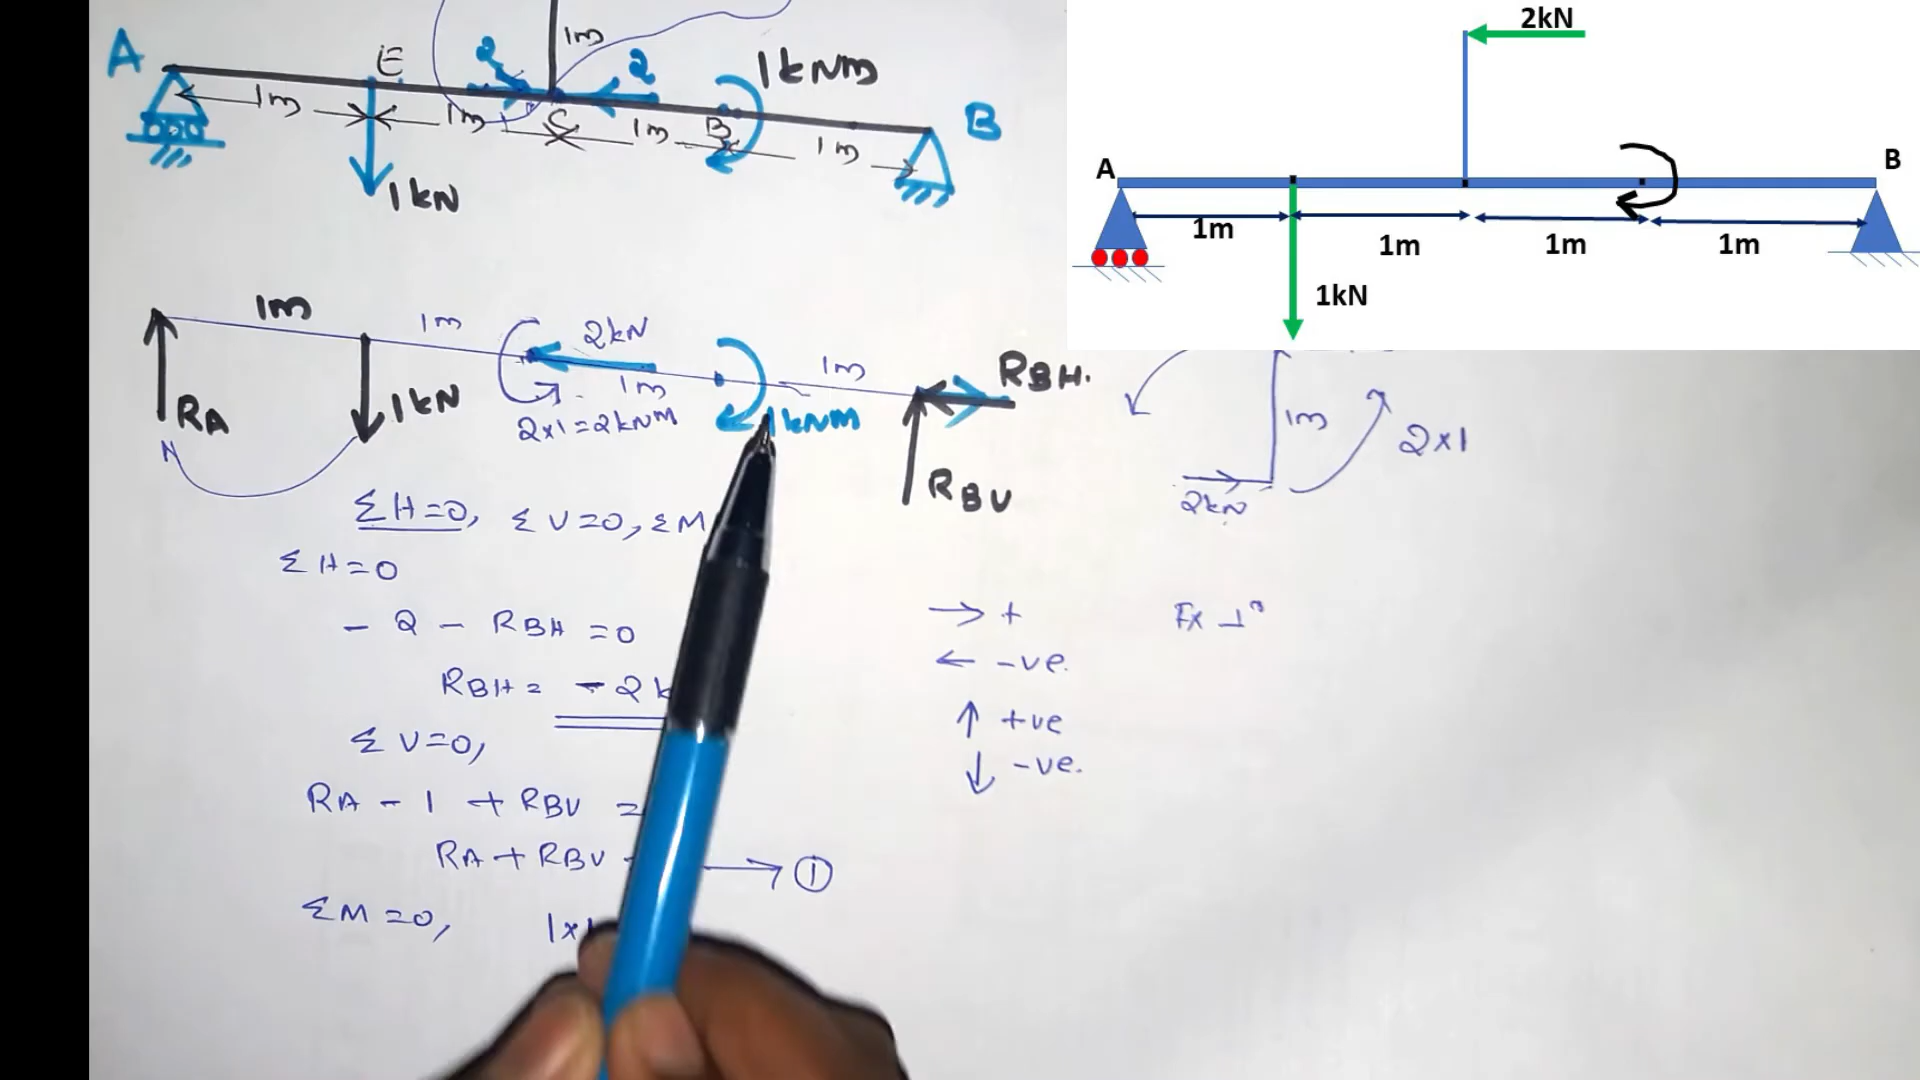 A
E
1m
2
2
1kNm
B
1m
1m
C
1m
B
1m
1kN
2kN
A
B
1m
1m
1m
1m
1kN
1m
1m
2kN
1m
RBH.
RA
1kN
1m
2x1=2kNM
1kNM
RBV
1m
2x1
2kN
ΣH=0, ΣV=0, ΣM
ΣH=0
- 2 - RBH =0
→ +
← -ve.
RBH= -2k
↑ +ve
ΣV=0,
↓ -ve.
RA - 1 + RBV =
RA + RBV → ①
ΣM=0,